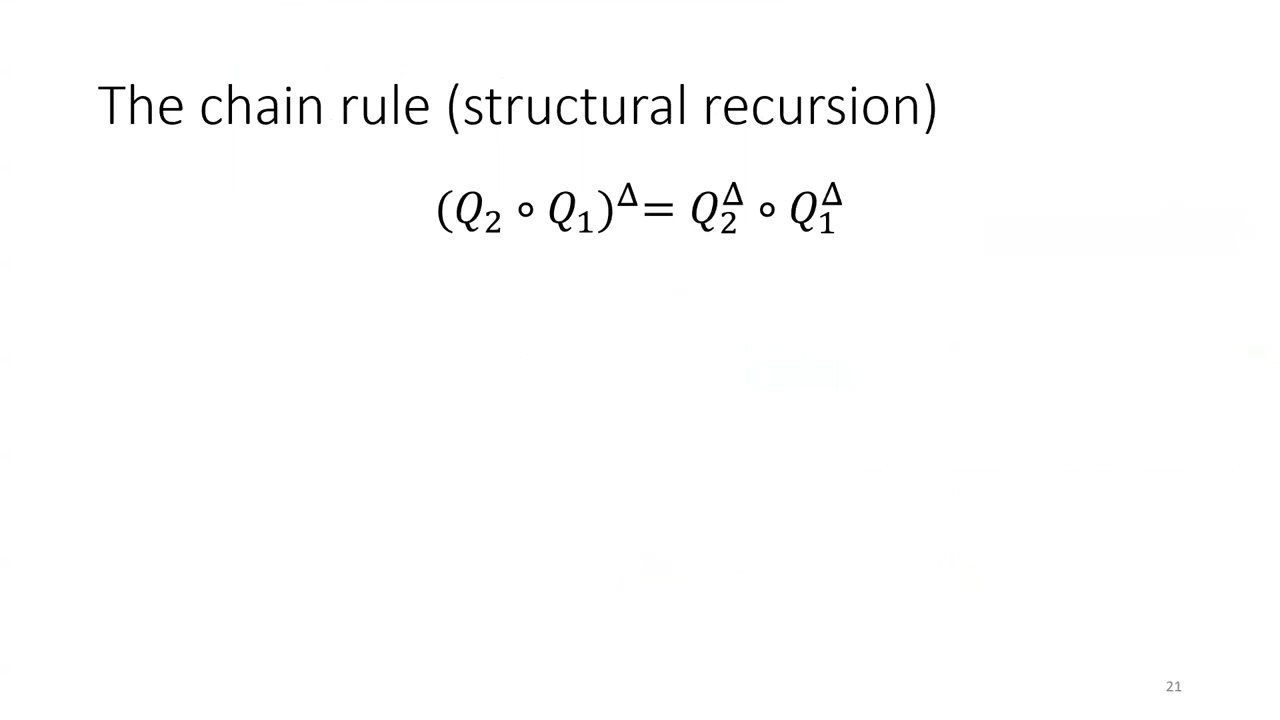 The chain rule (structural recursion)
(𝑄₂ ∘ 𝑄₁)^Δ = 𝑄₂^Δ ∘ 𝑄₁^Δ
21